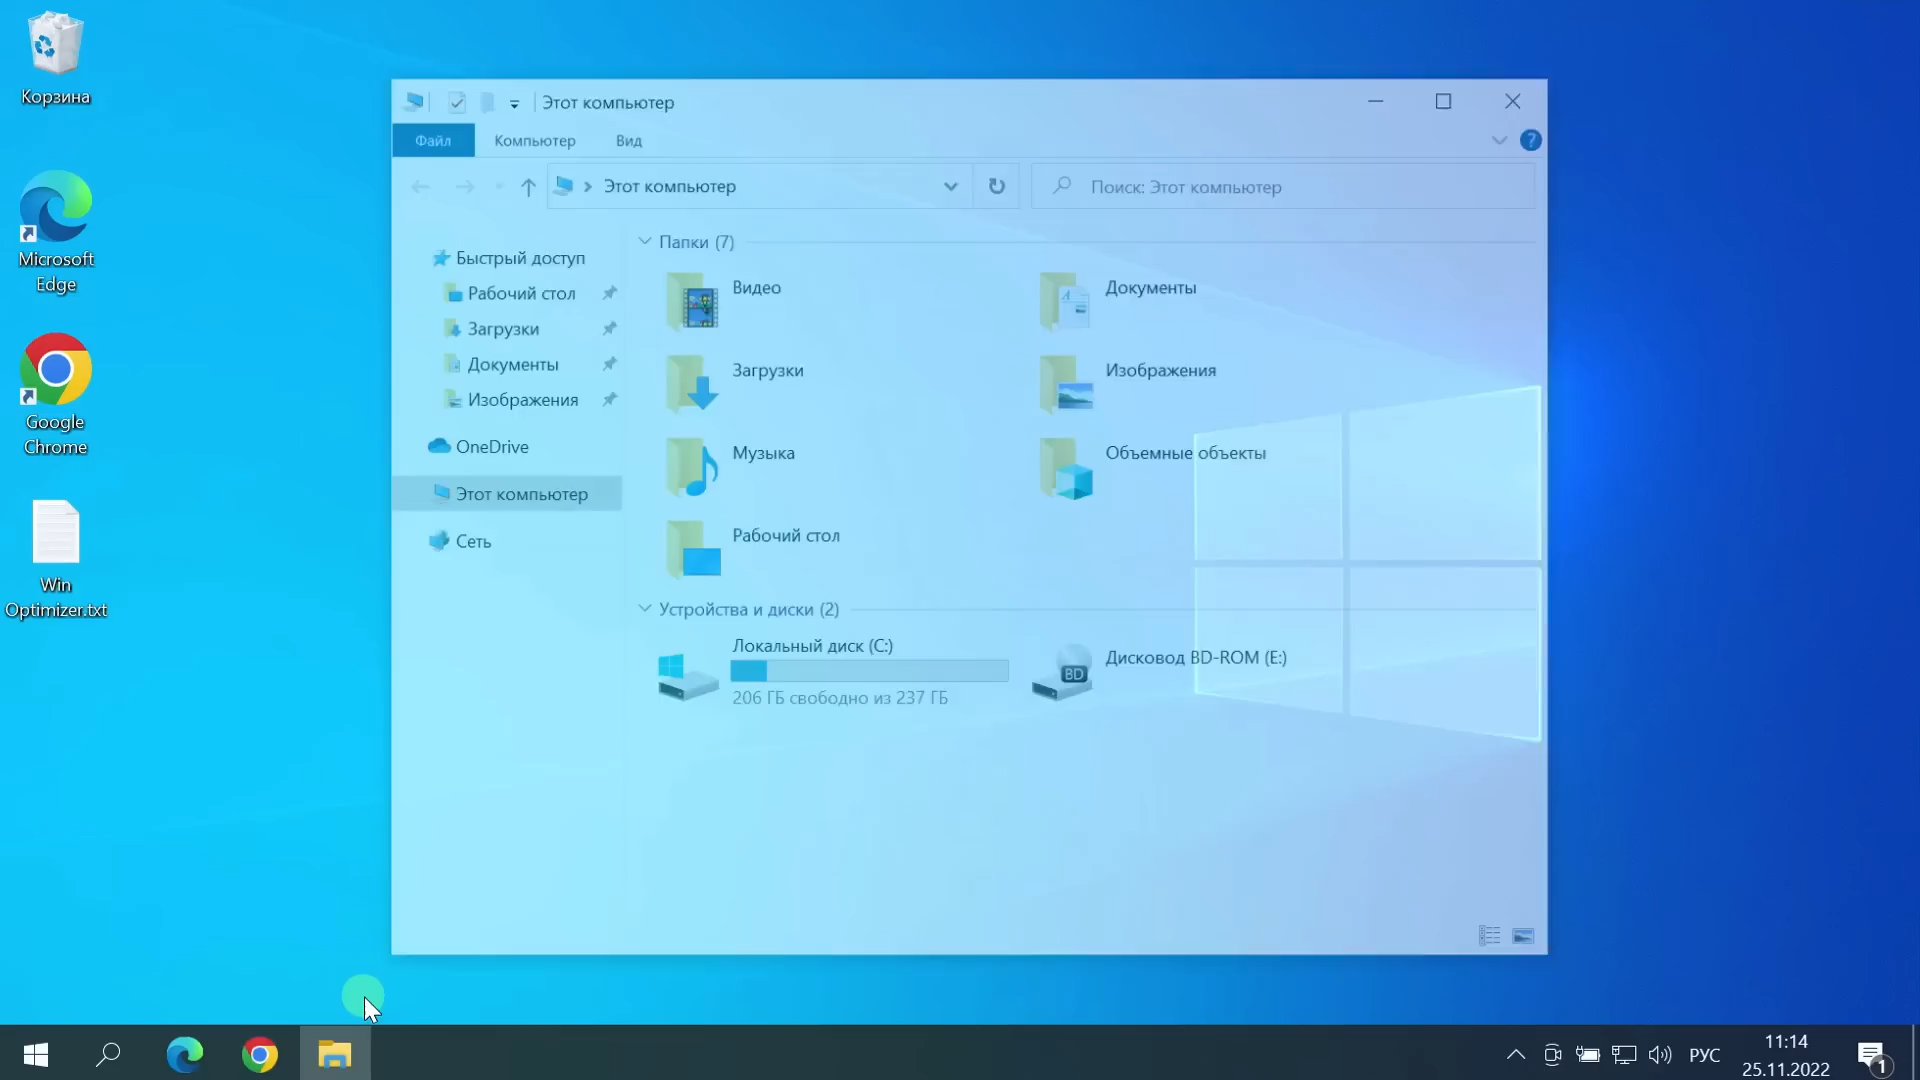 Корзина
Microsoft
Edge
Google
Chrome
Win
Optimizer.txt
Этот компьютер
Файл
Компьютер
Вид
?
Этот компьютер
Поиск: Этот компьютер
Быстрый доступ
Рабочий стол
Загрузки
Документы
Изображения
OneDrive
Этот компьютер
Сеть
Папки (7)
Видео
Документы
Загрузки
Изображения
Музыка
Объемные объекты
Рабочий стол
Устройства и диски (2)
Локальный диск (C:)
206 ГБ свободно из 237 ГБ
BD
Дисковод BD-ROM (E:)
РУС
11:14
25.11.2022
1